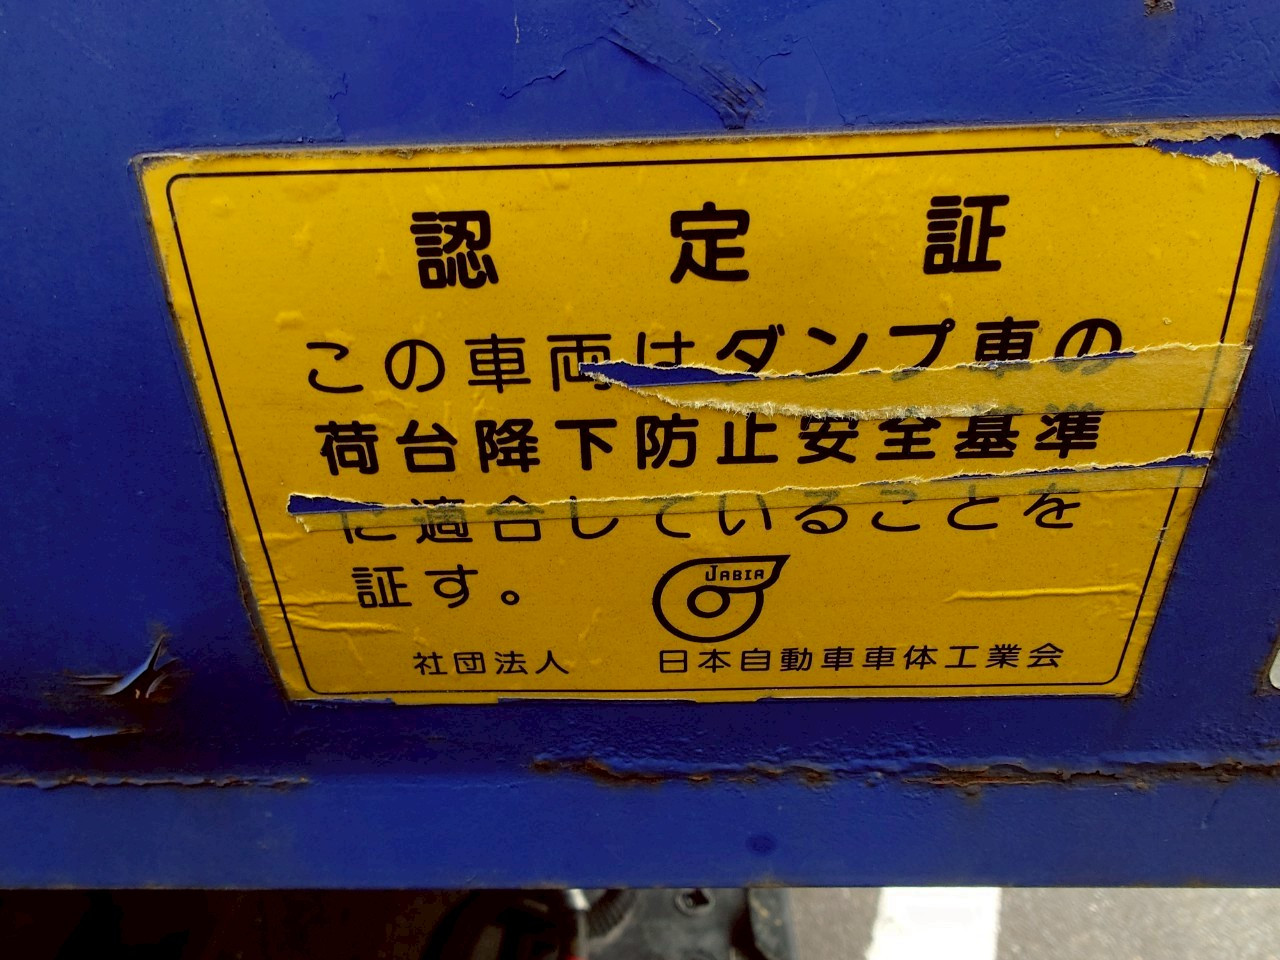 認定証
この車両はダンプ車の
荷台降下防止安全基準
に適合していることを
証す。
JABIA
社団法人 日本自動車車体工業会